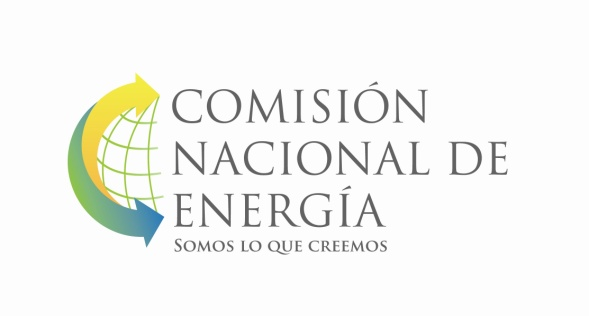 COMISIÓN
NACIONAL DE
ENERGÍA
SOMOS LO QUE CREEMOS